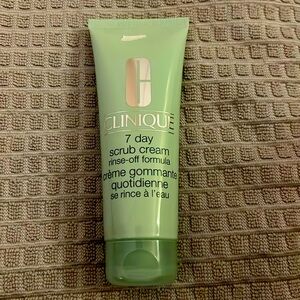 CLINIQUE
7 day
scrub cream
rinse-off formula
crème gommante
quotidienne
se rince à l'eau